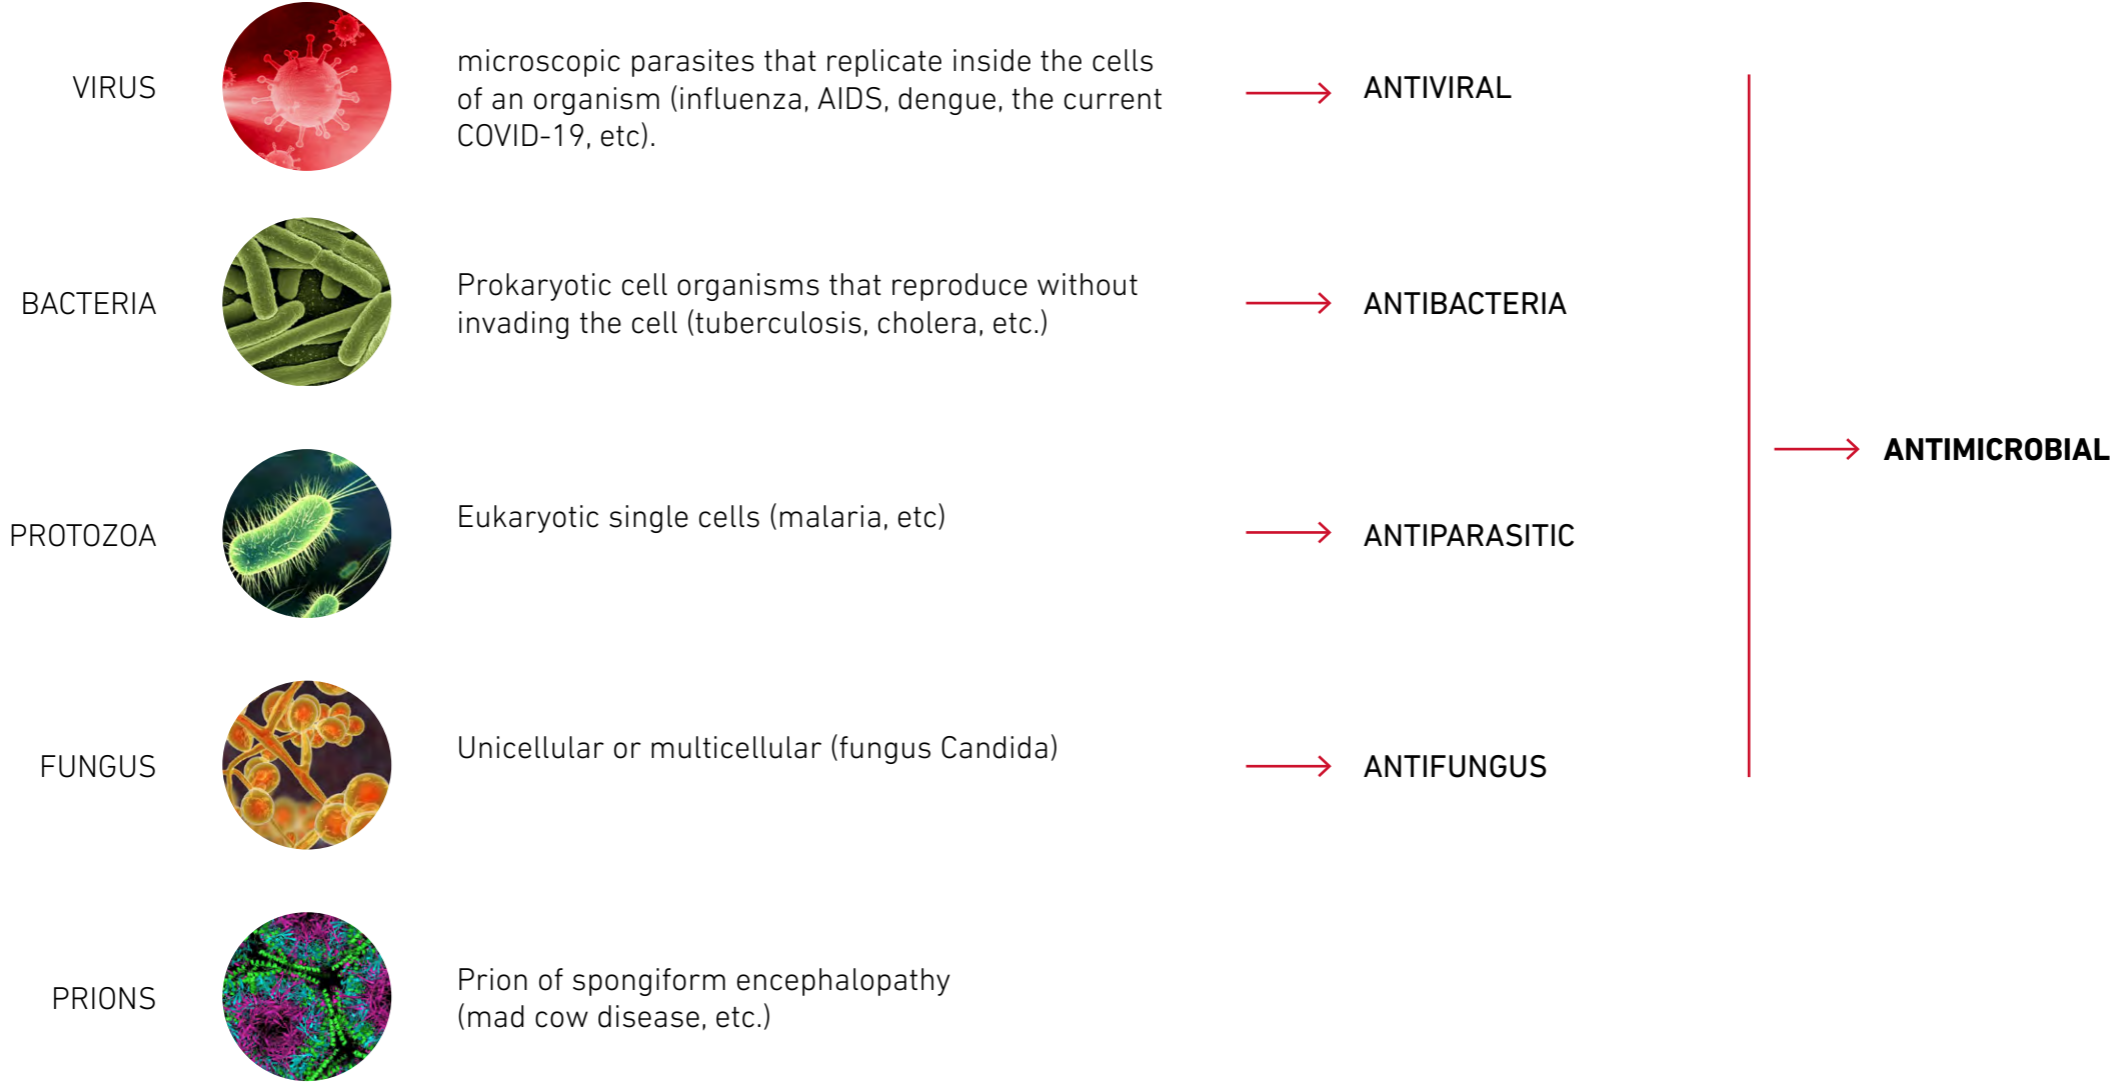 VIRUS
microscopic parasites that replicate inside the cells
of an organism (influenza, AIDS, dengue, the current
COVID-19, etc).
ANTIVIRAL
BACTERIA
Prokaryotic cell organisms that reproduce without
invading the cell (tuberculosis, cholera, etc.)
ANTIBACTERIA
PROTOZOA
Eukaryotic single cells (malaria, etc)
ANTIPARASITIC
FUNGUS
Unicellular or multicellular (fungus Candida)
ANTIFUNGUS
ANTIMICROBIAL
PRIONS
Prion of spongiform encephalopathy
(mad cow disease, etc.)